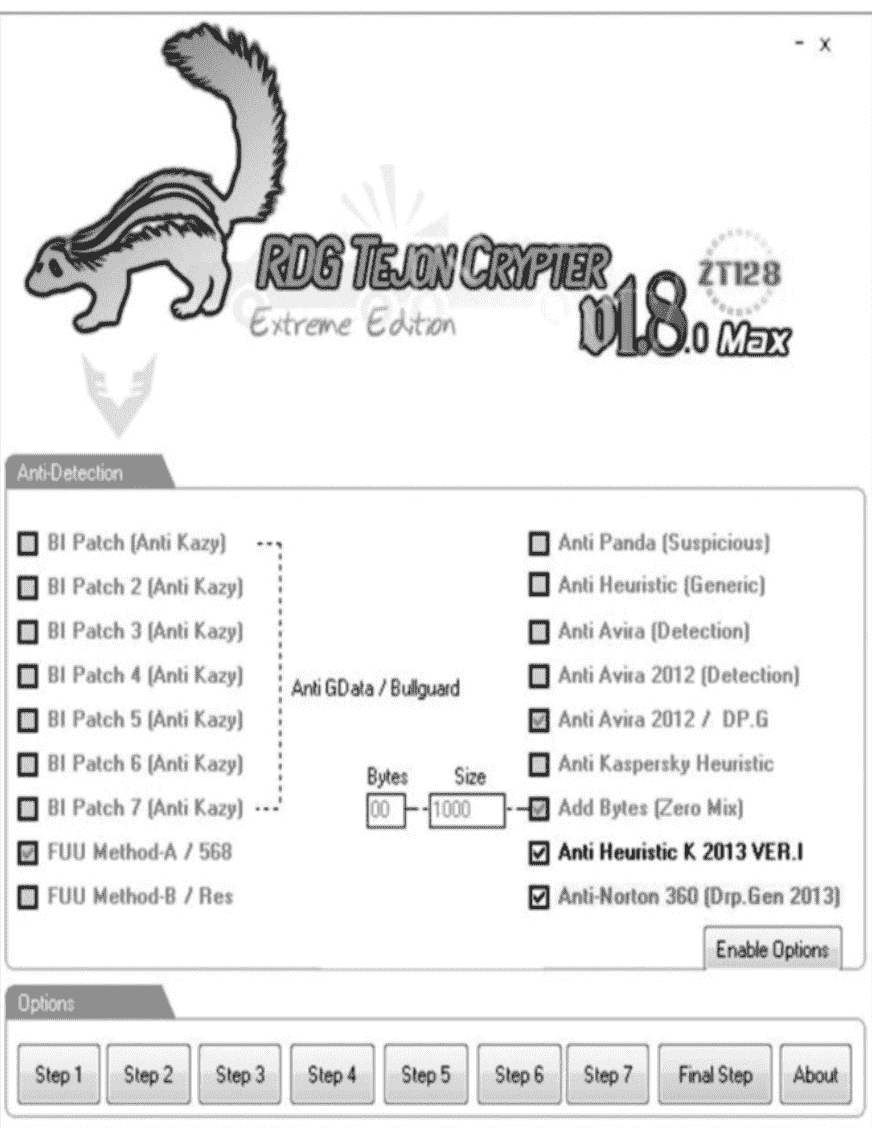 - x
RDG TEJON CRYPTER
ZT128
Extreme Edition
v1.8.0 Max
Anti-Detection
BI Patch (Anti Kazy)
BI Patch 2 (Anti Kazy)
BI Patch 3 (Anti Kazy)
BI Patch 4 (Anti Kazy)
BI Patch 5 (Anti Kazy)
BI Patch 6 (Anti Kazy)
BI Patch 7 (Anti Kazy)
FUU Method-A / 568
FUU Method-B / Res
Anti GData / Bullguard
Bytes Size
00 1000
Anti Panda (Suspicious)
Anti Heuristic (Generic)
Anti Avira (Detection)
Anti Avira 2012 (Detection)
Anti Avira 2012 / DP.G
Anti Kaspersky Heuristic
Add Bytes (Zero Mix)
Anti Heuristic K 2013 VER.I
Anti-Norton 360 (Drp.Gen 2013)
Enable Options
Options
Step 1 Step 2 Step 3 Step 4 Step 5 Step 6 Step 7 Final Step About